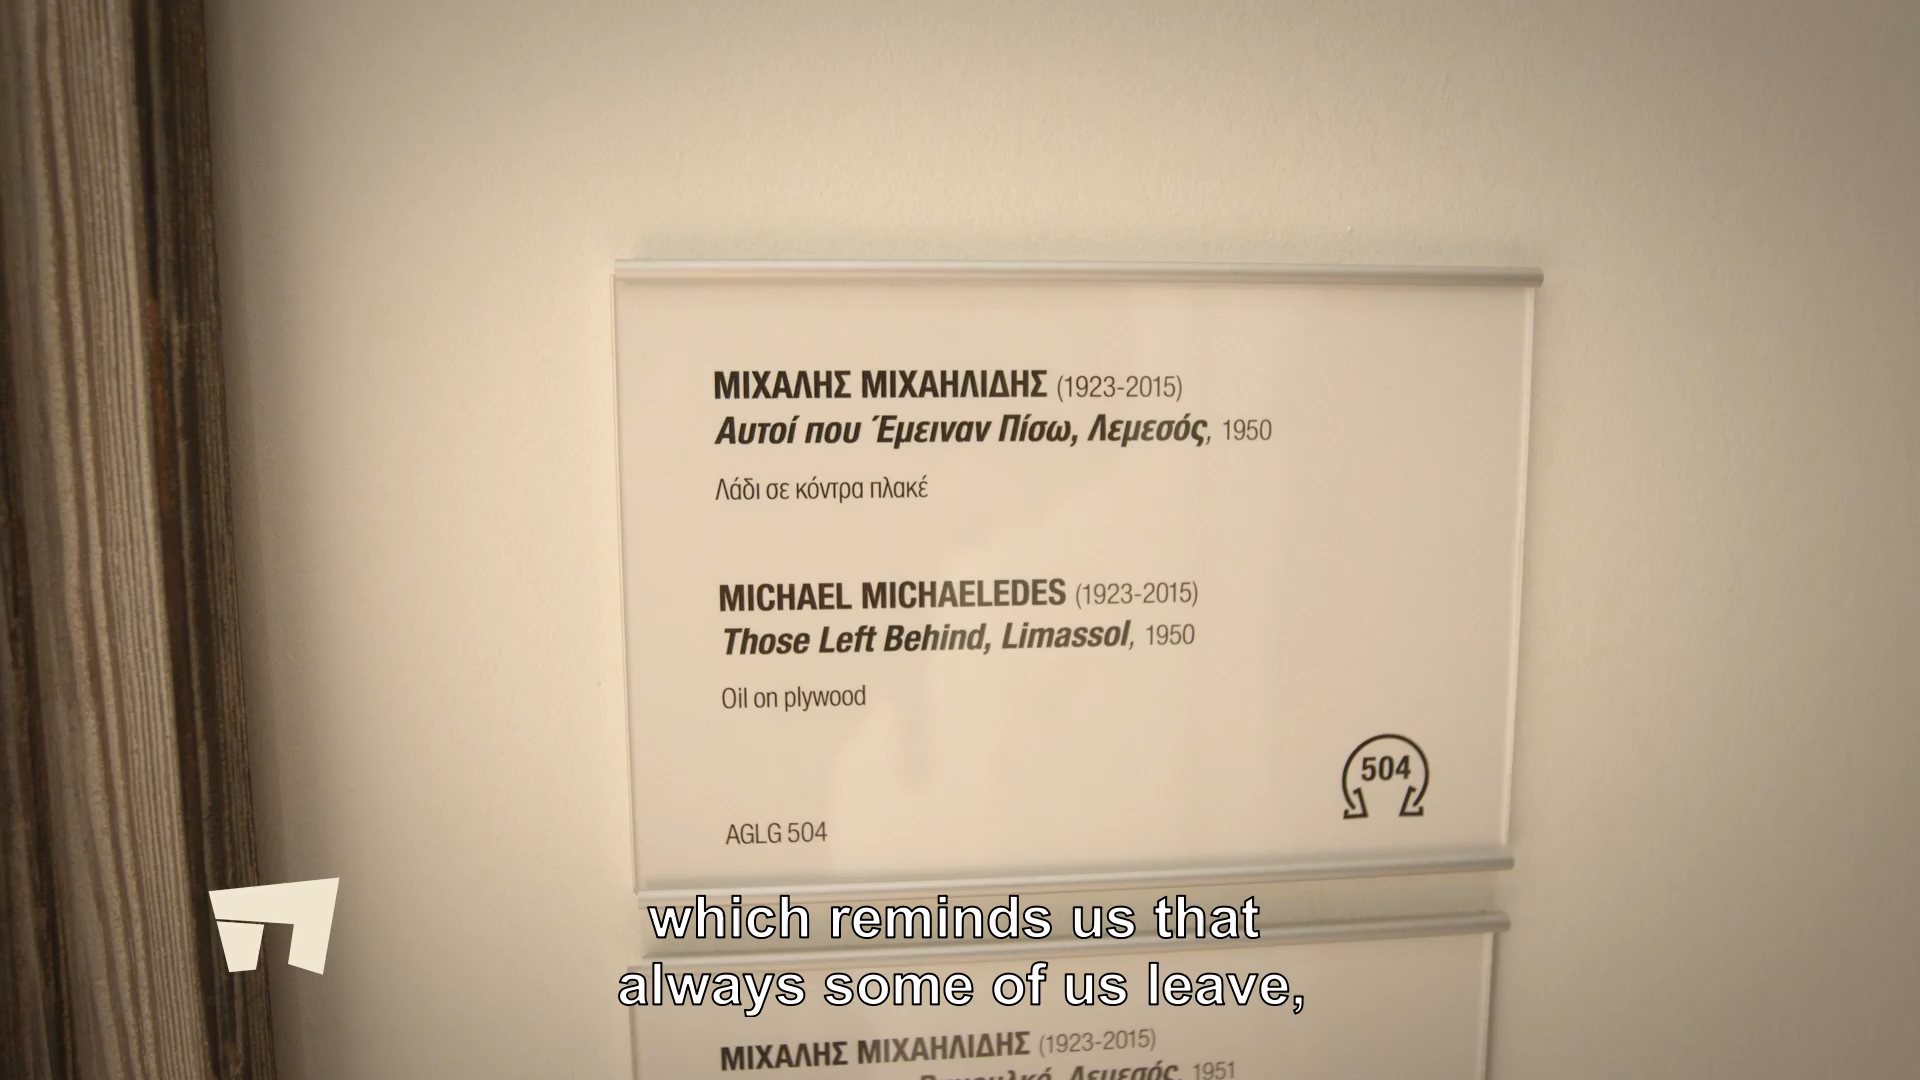 ΜΙΧΑΛΗΣ ΜΙΧΑΗΛΙΔΗΣ (1923-2015)
Αυτοί που Έμειναν Πίσω, Λεμεσός, 1950
Λάδι σε κόντρα πλακέ
MICHAEL MICHAELEDES (1923-2015)
Those Left Behind, Limassol, 1950
Oil on plywood
504
AGLG 504
which reminds us that
always some of us leave,
ΜΙΧΑΛΗΣ ΜΙΧΑΗΛΙΔΗΣ (1923-2015)
Λεμεσός, 1951